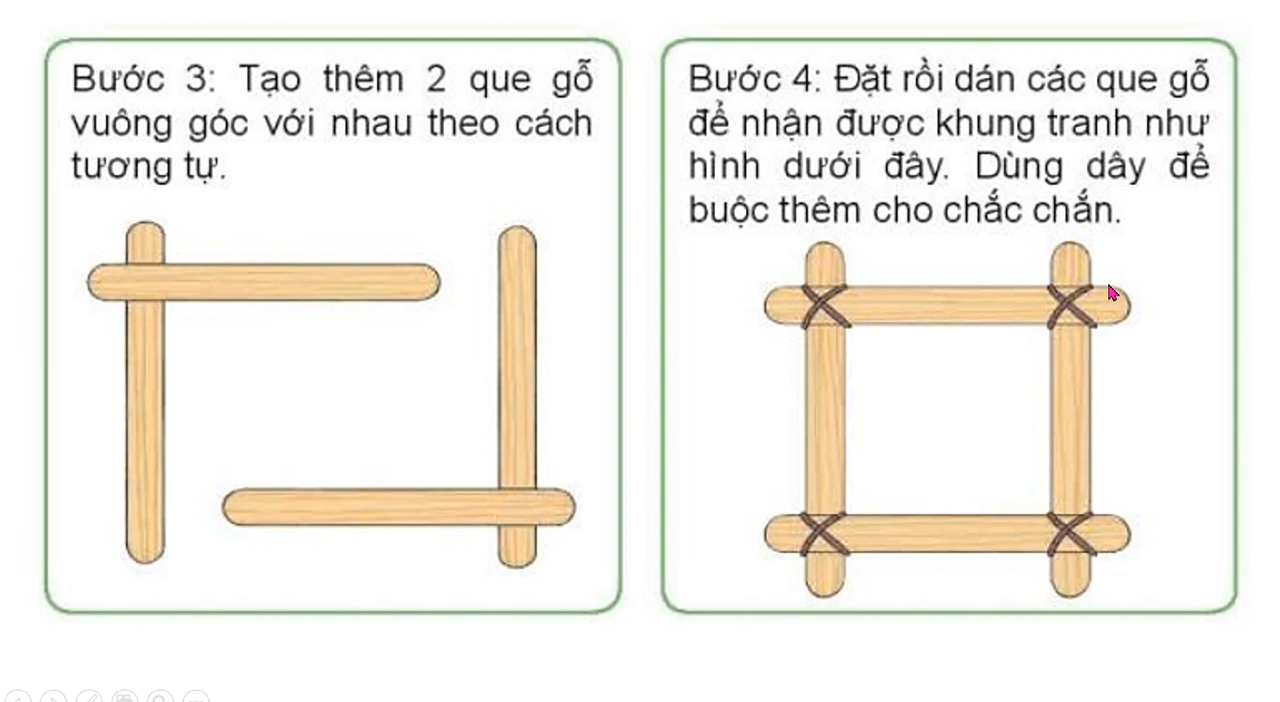 Bước 3: Tạo thêm 2 que gỗ
vuông góc với nhau theo cách
tương tự.
Bước 4: Đặt rồi dán các que gỗ
để nhận được khung tranh như
hình dưới đây. Dùng dây để
buộc thêm cho chắc chắn.